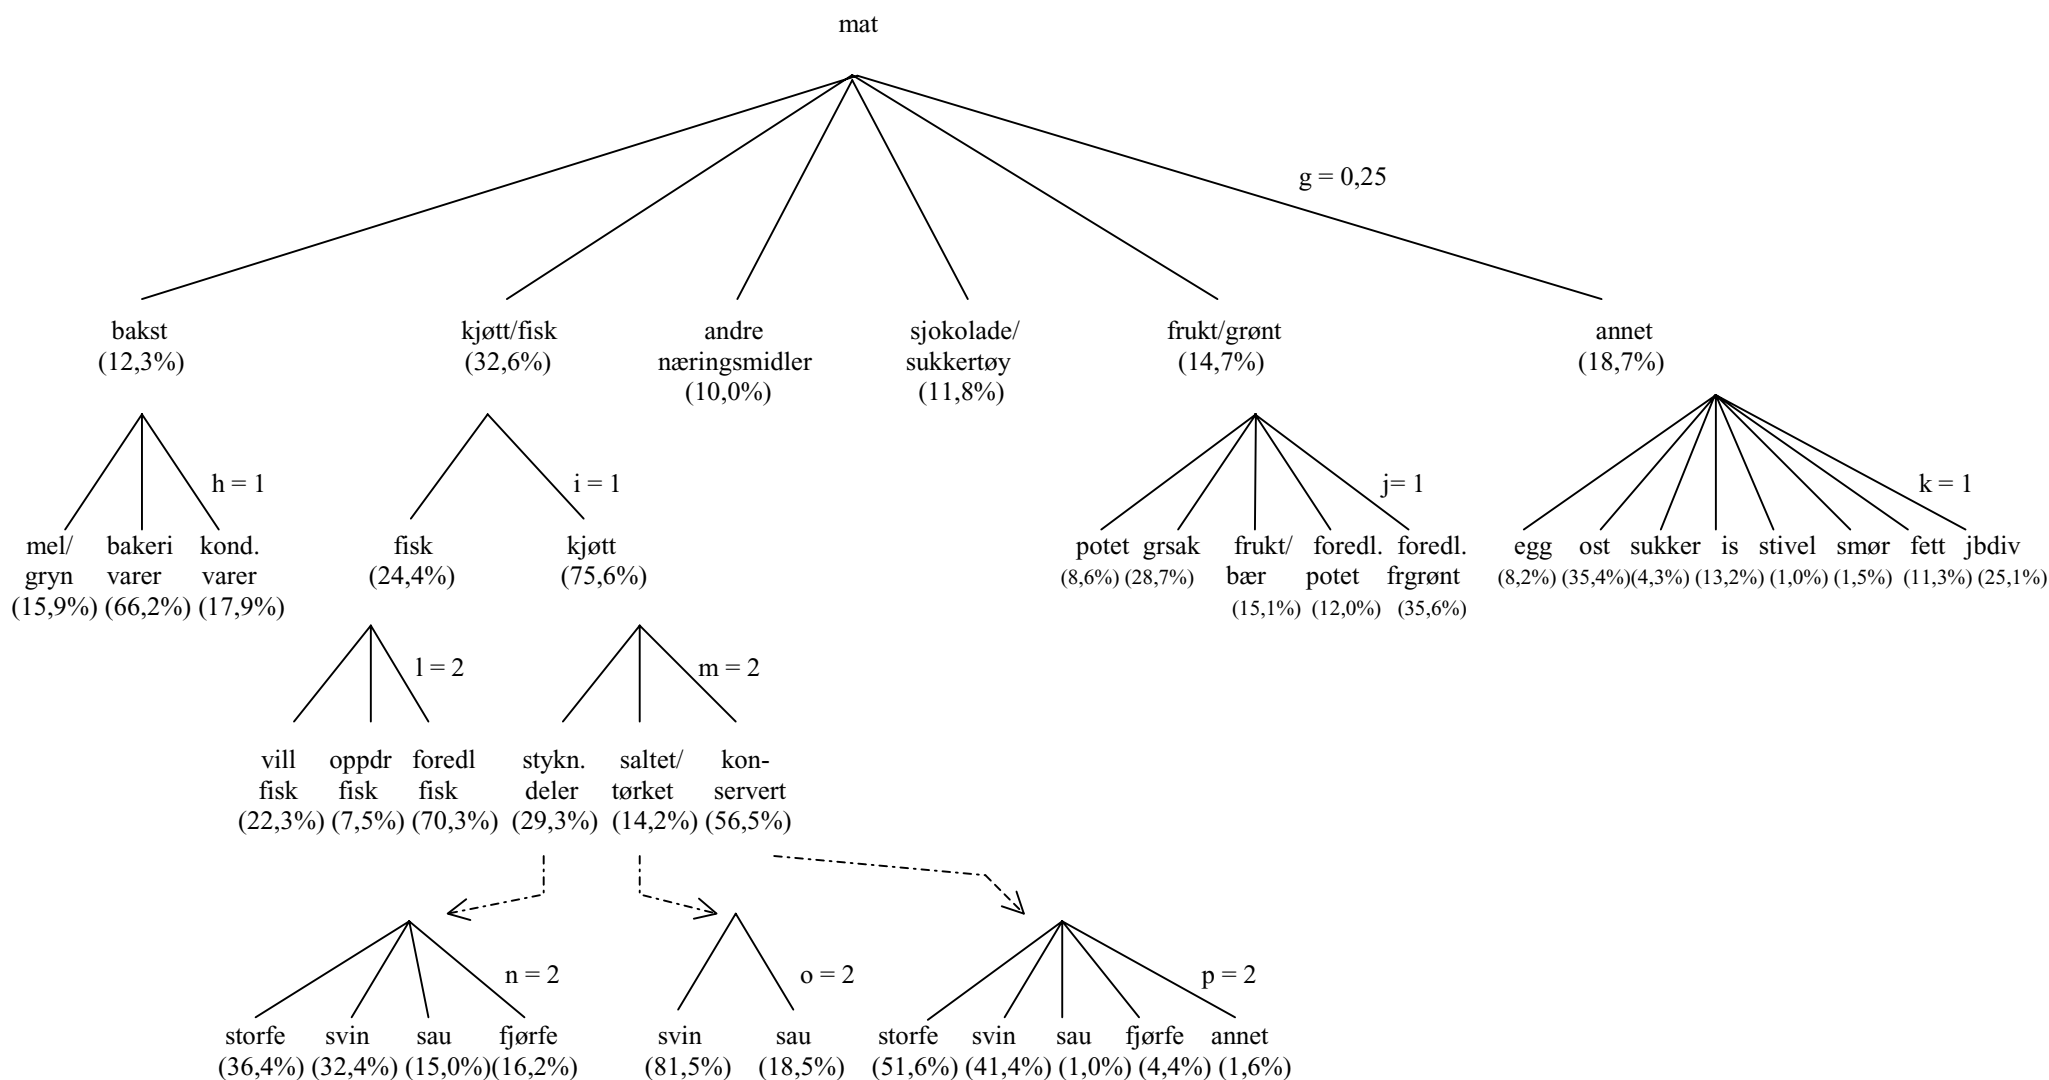 mat
g = 0,25
bakst kjøtt/fisk andre sjokolade/ frukt/grønt annet
(12,3%) (32,6%) næringsmidler sukkertøy (14,7%) (18,7%)
(10,0%) (11,8%)
h = 1 i = 1 j= 1 k = 1
mel/ bakeri kond. fisk kjøtt potet grsak frukt/ foredl. foredl. egg ost sukker is stivel smør fett jbdiv
gryn varer varer (24,4%) (75,6%) (8,6%) (28,7%) bær potet frgrønt (8,2%) (35,4%) (4,3%) (13,2%) (1,0%) (1,5%) (11,3%) (25,1%)
(15,9%) (66,2%) (17,9%) (15,1%) (12,0%) (35,6%)
l = 2 m = 2
vill oppdr foredl stykn. saltet/ kon-
fisk fisk fisk deler tørket servert
(22,3%) (7,5%) (70,3%) (29,3%) (14,2%) (56,5%)
n = 2 o = 2 p = 2
storfe svin sau fjørfe svin sau storfe svin sau fjørfe annet
(36,4%) (32,4%) (15,0%) (16,2%) (81,5%) (18,5%) (51,6%) (41,4%) (1,0%) (4,4%) (1,6%)